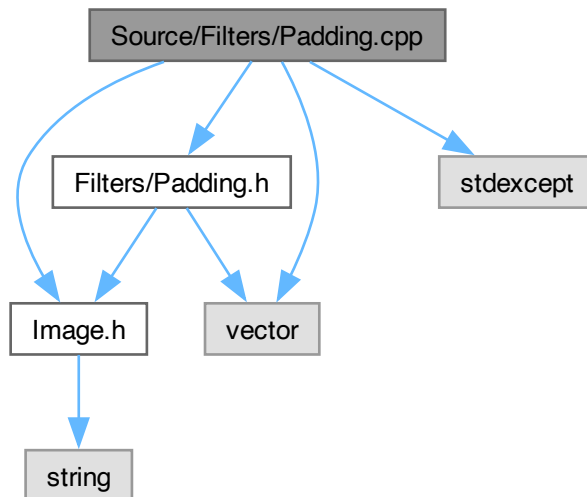 Source/Filters/Padding.cpp
Filters/Padding.h
stdexcept
Image.h
vector
string